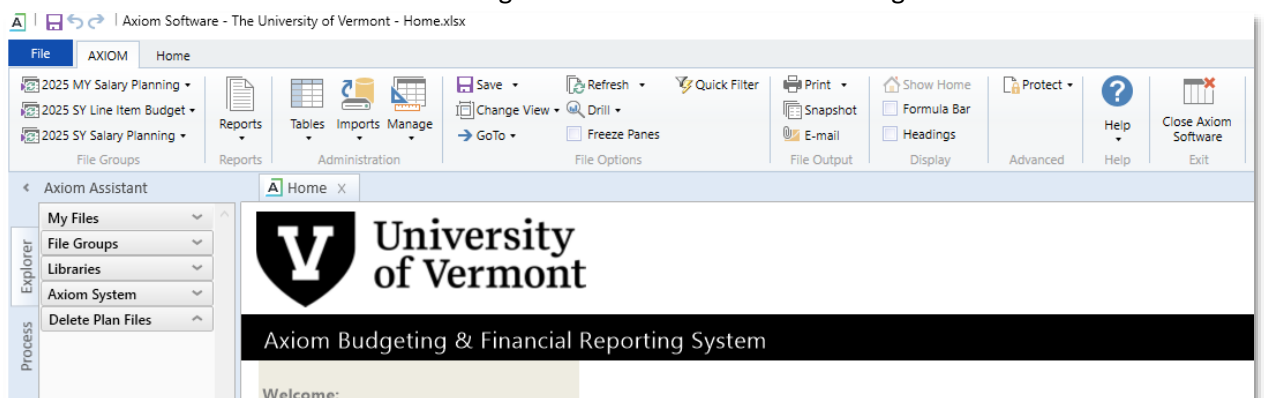 Axiom Software - The University of Vermont - Home.xlsx
File AXIOM Home
2025 MY Salary Planning
2025 SY Line Item Budget
2025 SY Salary Planning
File Groups
Reports
Reports
Tables Imports Manage
Administration
Save Refresh Quick Filter
Change View Drill
GoTo Freeze Panes
File Options
Print
Snapshot
E-mail
File Output
Show Home
Formula Bar
Headings
Display
Protect
Advanced
Help
Help
Close Axiom
Software
Exit
Axiom Assistant
A Home X
Explorer
Process
My Files
File Groups
Libraries
Axiom System
Delete Plan Files
V University
of Vermont
Axiom Budgeting & Financial Reporting System
Welcome: